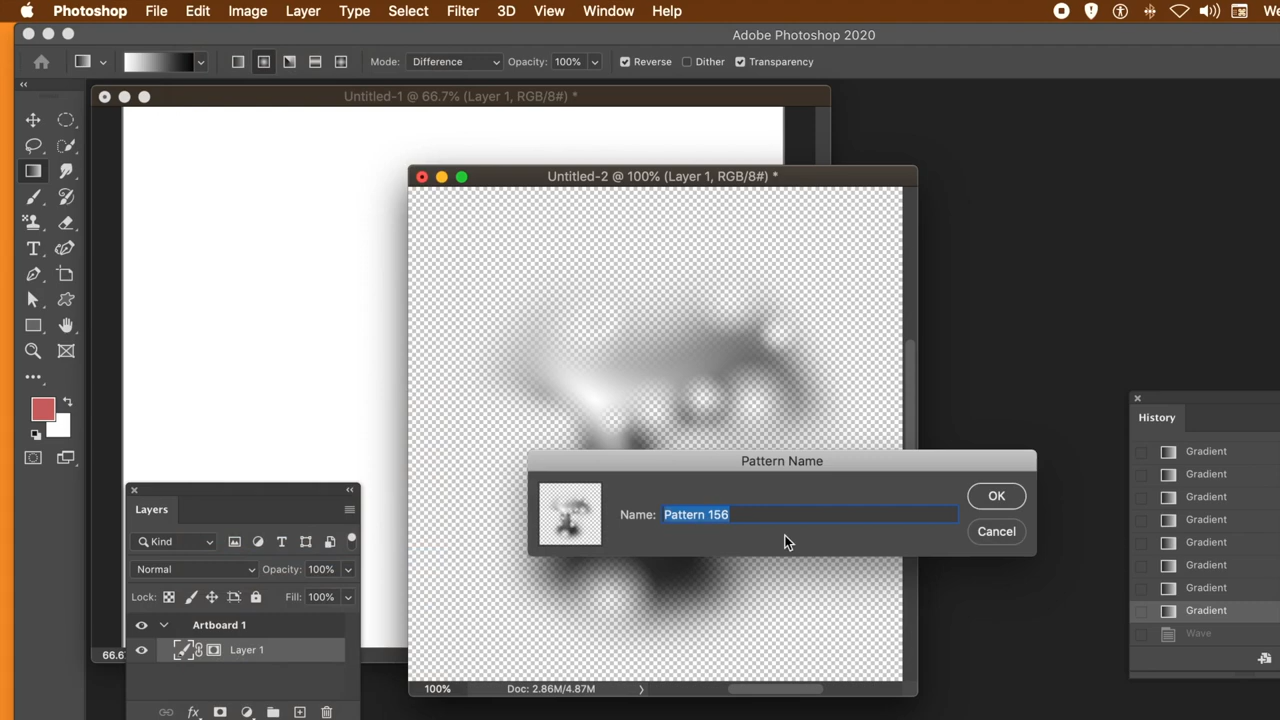 Photoshop File Edit Image Layer Type Select Filter 3D View Window Help We
Adobe Photoshop 2020
Mode: Difference Opacity: 100% Reverse Dither Transparency
Untitled-1 @ 66.7% (Layer 1, RGB/8#) *
Untitled-2 @ 100% (Layer 1, RGB/8#) *
Pattern Name
Name: Pattern 156
OK
Cancel
100% Doc: 2.86M/4.87M
66.6
Layers
Kind
Normal Opacity: 100%
Lock: Fill: 100%
Artboard 1
Layer 1
fx
History
Gradient
Gradient
Gradient
Gradient
Gradient
Gradient
Gradient
Gradient
Wave